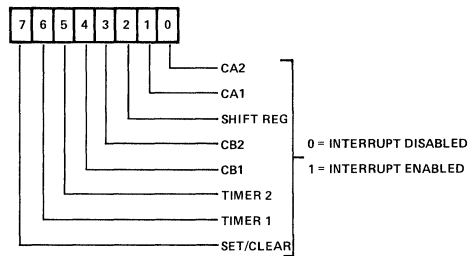 7 6 5 4 3 2 1 0
CA2
CA1
SHIFT REG
CB2
0 = INTERRUPT DISABLED
CB1
1 = INTERRUPT ENABLED
TIMER 2
TIMER 1
SET/CLEAR